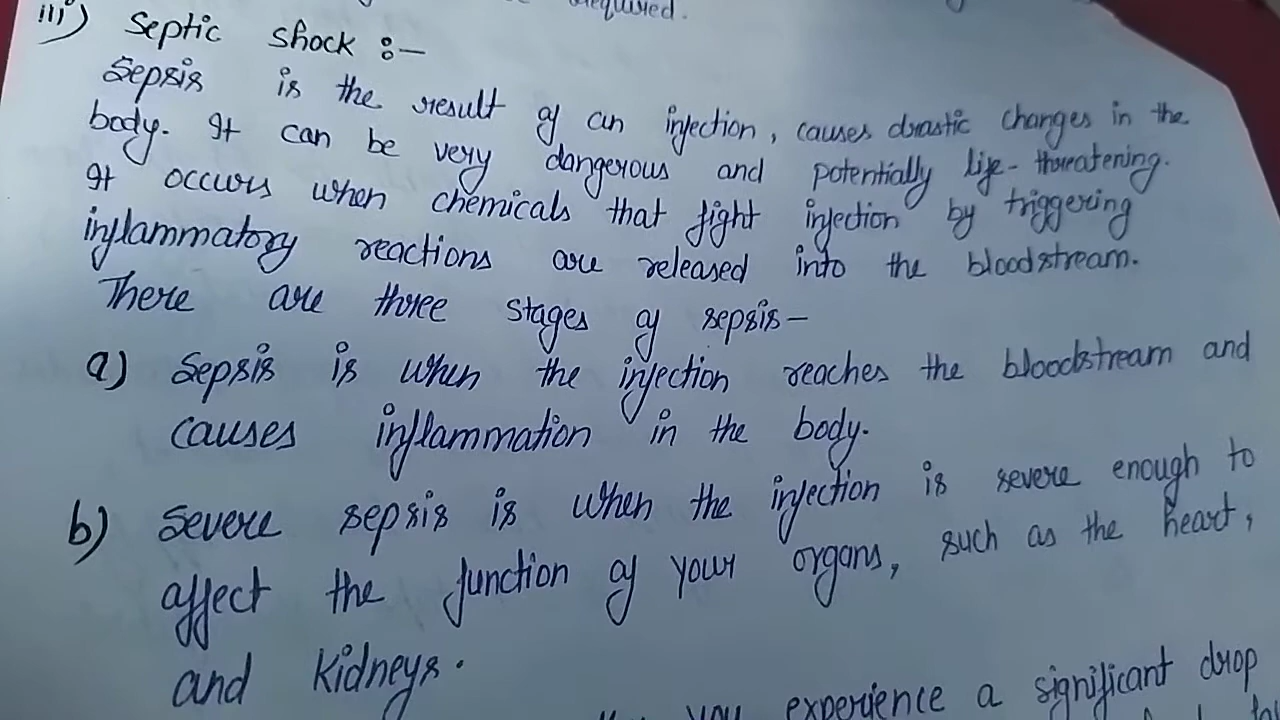 required.
iii) Septic shock :-
Sepsis is the result of an infection, causes drastic changes in the
body. It can be very dangerous and potentially life-threatening.
It occurs when chemicals that fight infection by triggering
inflammatory reactions are released into the bloodstream.
There are three stages of sepsis-
a) Sepsis is when the infection reaches the bloodstream and
causes inflammation in the body.
b) Severe sepsis is when the infection is severe enough to
affect the function of your organs, such as the heart,
and kidneys.
you experience a significant drop